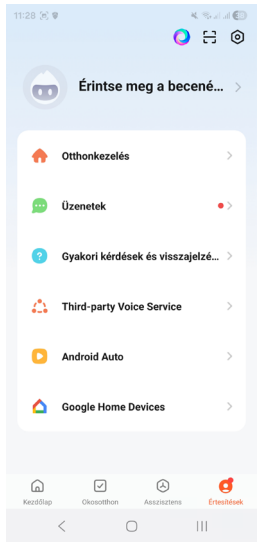 11:28
Érintse meg a becené...
Otthonkezelés
Üzenetek
Gyakori kérdések és visszajelzé...
Third-party Voice Service
Android Auto
Google Home Devices
Kezdőlap
Okosotthon
Asszisztens
Értesítések